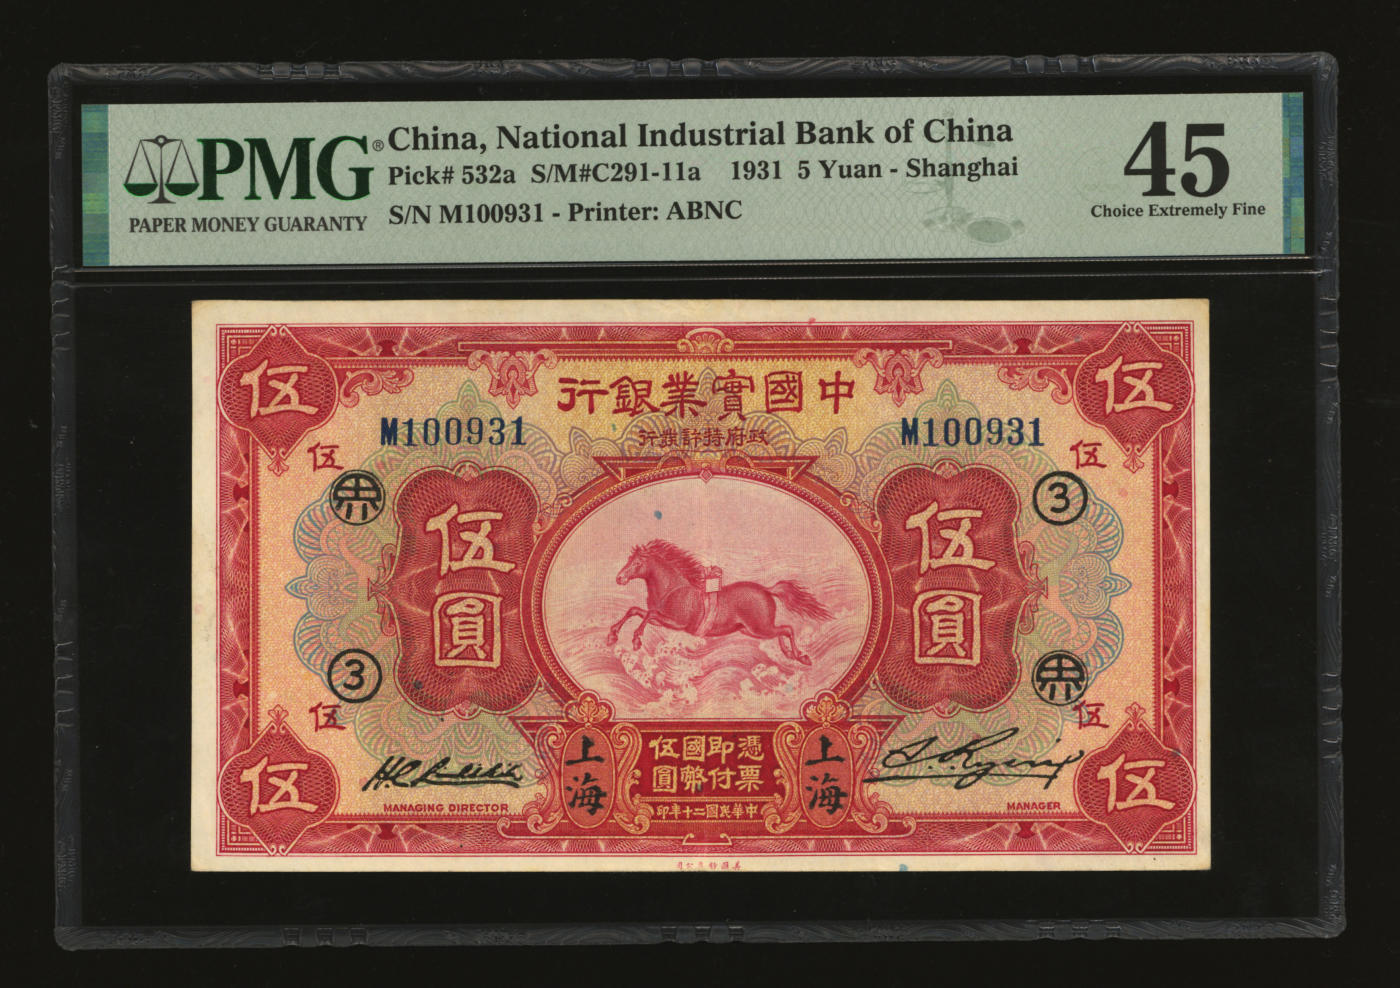 PMG®
PAPER MONEY GUARANTY
China, National Industrial Bank of China
Pick# 532a S/M#C291-11a 1931 5 Yuan - Shanghai
S/N M100931 - Printer: ABNC
45
Choice Extremely Fine
伍
伍
中國實業銀行
M100931
M100931
政府特許發行
伍
伍
3
伍圓
伍圓
3
伍
伍
上海
憑票即付國幣伍圓
上海
MANAGING DIRECTOR
中華民國二十年印
MANAGER
伍
伍